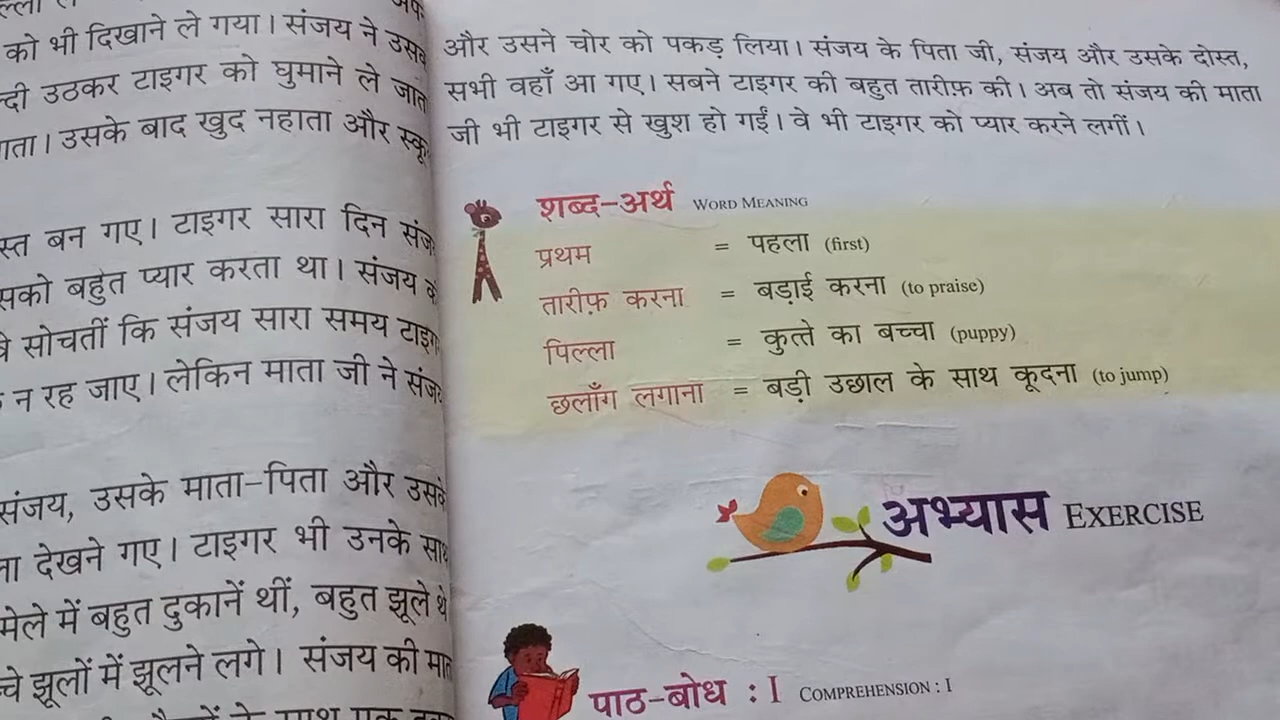 को भी दिखाने ले गया। संजय ने
उठकर टाइगर को घुमाने ले
उसके बाद खुद नहाता और
बन गए। टाइगर सारा दिन
बहुत प्यार करता था। संजय
सोचतीं कि संजय सारा समय
न रह जाए। लेकिन माता जी ने
संजय, उसके माता-पिता और
देखने गए। टाइगर भी उनके
मेले में बहुत दुकानें थीं, बहुत झूले थे
झूलों में झूलने लगे। संजय की
और उसने चोर को पकड़ लिया। संजय के पिता जी, संजय और उसके दोस्त,
सभी वहाँ आ गए। सबने टाइगर की बहुत तारीफ़ की। अब तो संजय की माता
जी भी टाइगर से खुश हो गईं। वे भी टाइगर को प्यार करने लगीं।
शब्द-अर्थ WORD MEANING
प्रथम = पहला (first)
तारीफ़ करना = बड़ाई करना (to praise)
पिल्ला = कुत्ते का बच्चा (puppy)
छलाँग लगाना = बड़ी उछाल के साथ कूदना (to jump)
अभ्यास EXERCISE
पाठ-बोध : I COMPREHENSION : I